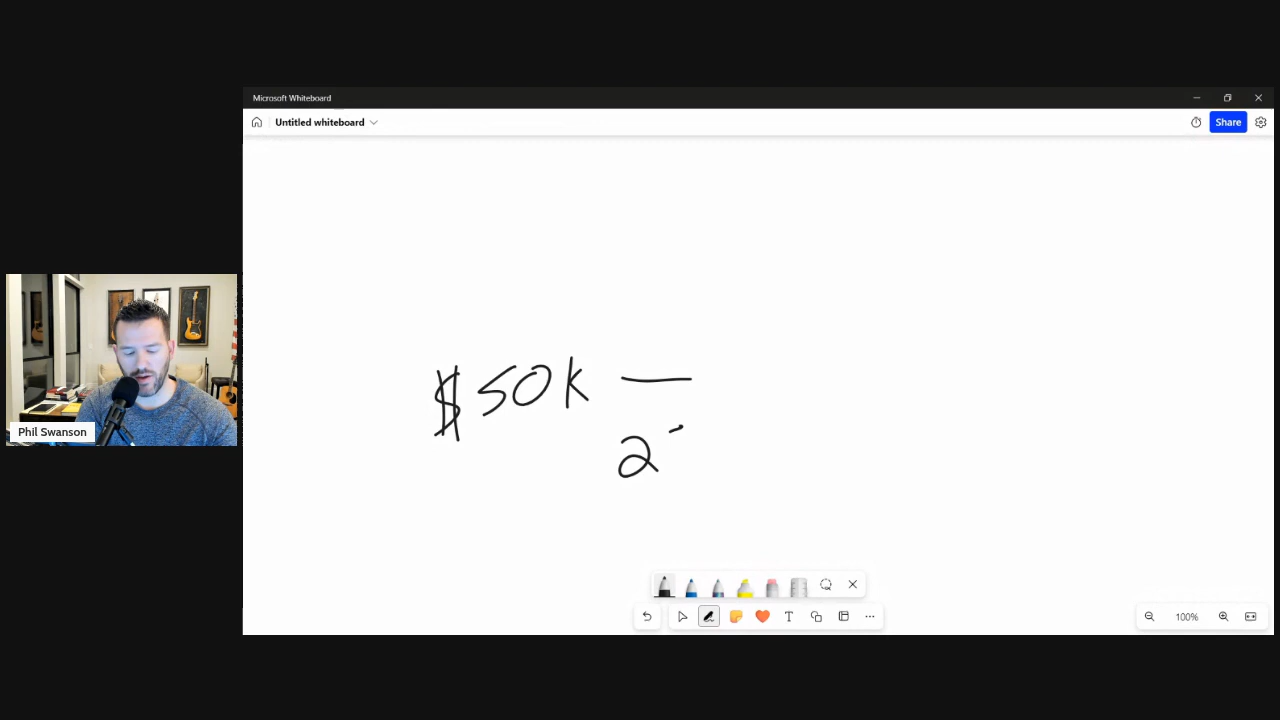 Microsoft Whiteboard
Untitled whiteboard
Share
$50K —
2
Phil Swanson
100%